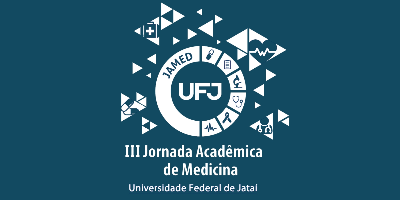 JAMED
UFJ
III Jornada Acadêmica
de Medicina
Universidade Federal de Jataí